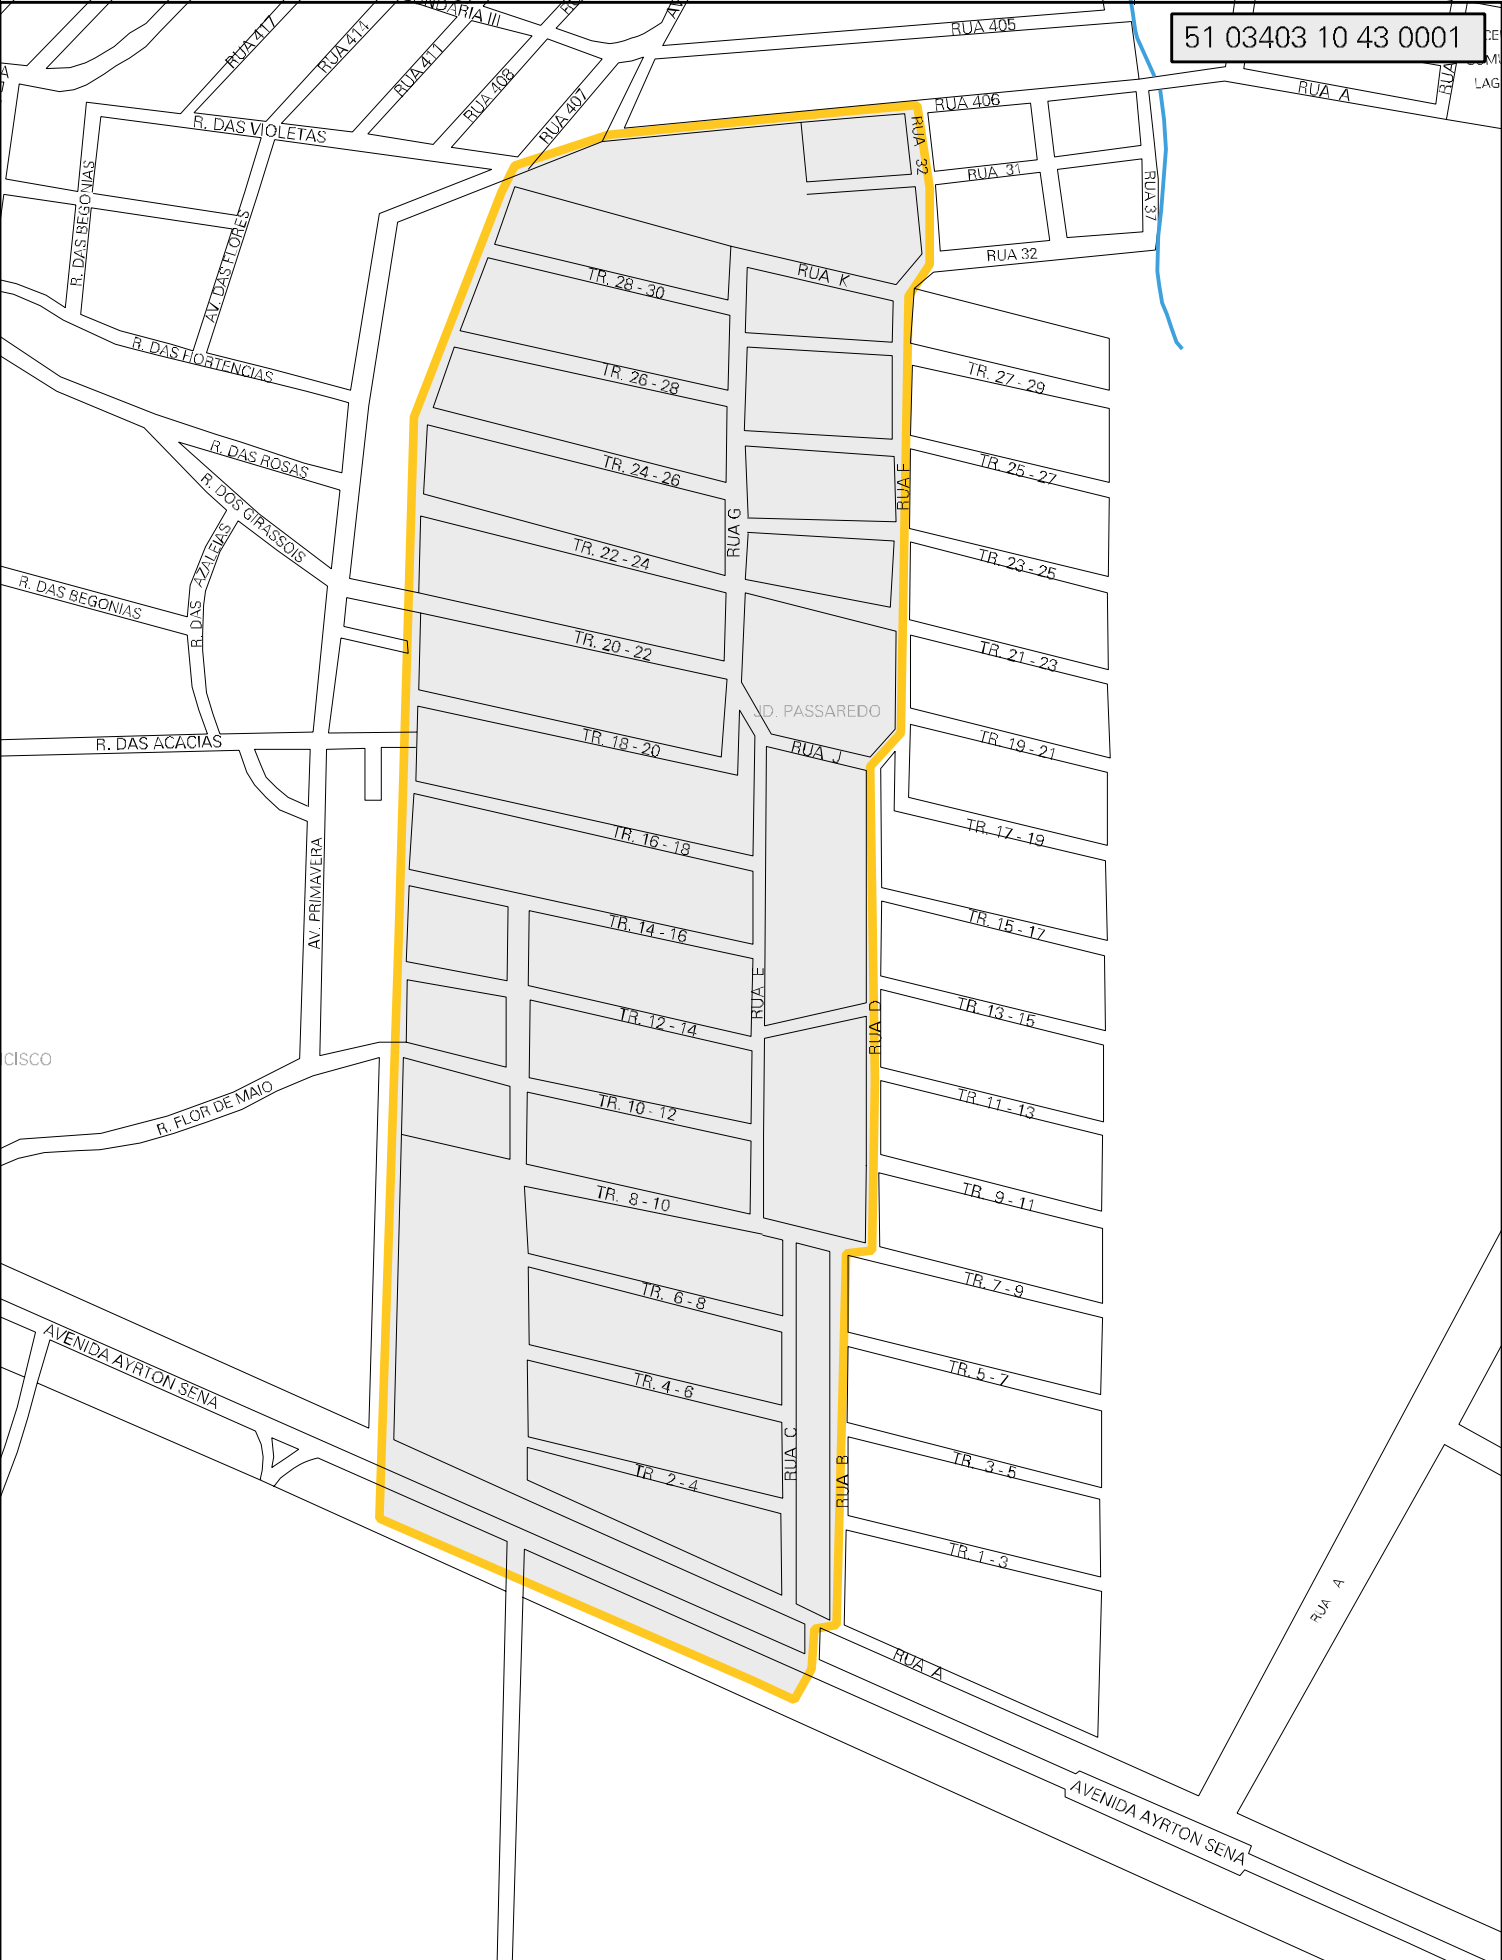 NDARIA III
RUA 405
51 03403 10 43 0001
RUA 417
RUA 414
RUA 411
RUA 408
RUA 407
RUA 406
RUA A
RUA
LAG
R. DAS VIOLETAS
RUA 32
RUA 31
RUA 37
R. DAS BEGONIAS
AV. DAS FLORES
RUA 32
RUA K
TR. 28 - 30
R. DAS HORTENCIAS
TR. 26 - 28
TR. 27 - 29
R. DAS ROSAS
TR. 24 - 26
TR. 25 - 27
RUA F
R. DOS GIRASSOIS
RUA G
TR. 22 - 24
TR. 23 - 25
R. DAS AZALEIAS
R. DAS BEGONIAS
TR. 20 - 22
TR. 21 - 23
JD. PASSAREDO
R. DAS ACACIAS
TR. 18 - 20
RUA J
TR. 19 - 21
TR. 16 - 18
TR. 17 - 19
AV. PRIMAVERA
TR. 14 - 16
TR. 15 - 17
RUA E
TR. 12 - 14
RUA D
TR. 13 - 15
CISCO
R. FLOR DE MAIO
TR. 10 - 12
TR. 11 - 13
TR. 8 - 10
TR. 9 - 11
TR. 6 - 8
TR. 7 - 9
AVENIDA AYRTON SENA
TR. 4 - 6
TR. 5 - 7
RUA C
RUA B
TR. 2 - 4
TR. 3 - 5
TR. 1 - 3
RUA A
RUA A
AVENIDA AYRTON SENA